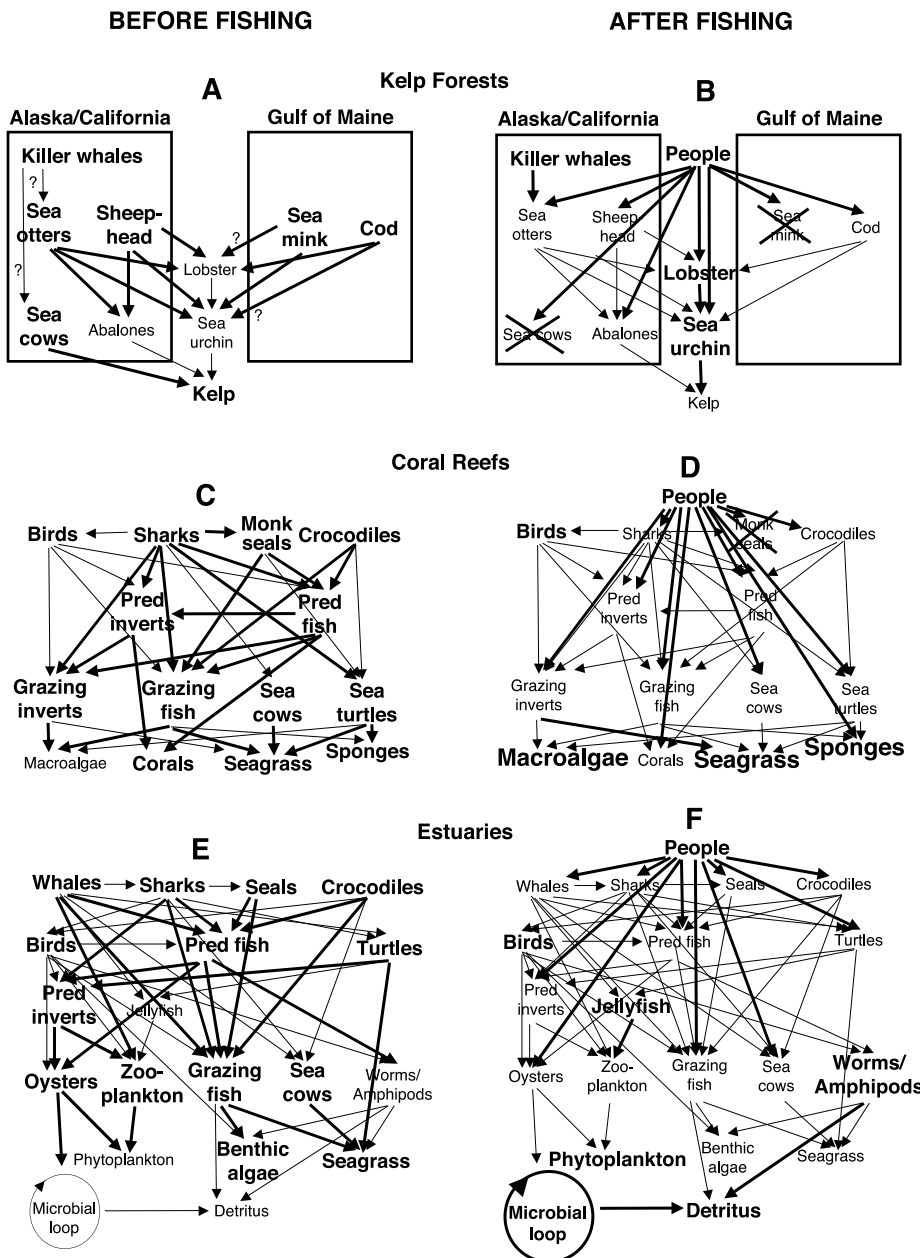 BEFORE FISHING
AFTER FISHING
Kelp Forests
A
Alaska/California
Gulf of Maine
Killer whales
?
Sea
otters
Sheep-
head
Sea
mink
Cod
?
?
Lobster
?
Sea
cows
Abalones
Sea
urchin
Kelp
B
Alaska/California
Gulf of Maine
Killer whales
People
Sea
otters
Sheep-
head
Sea
mink
Cod
Lobster
Sea cows
Abalones
Sea
urchin
Kelp
Coral Reefs
C
Birds
Sharks
Monk
seals
Crocodiles
Pred
inverts
Pred
fish
Grazing
inverts
Grazing
fish
Sea
cows
Sea
turtles
Macroalgae
Corals
Seagrass
Sponges
D
People
Birds
Sharks
Monk
seals
Crocodiles
Pred
inverts
Pred
fish
Grazing
inverts
Grazing
fish
Sea
cows
Sea
turtles
Macroalgae
Corals
Seagrass
Sponges
Estuaries
E
Whales
Sharks
Seals
Crocodiles
Birds
Pred fish
Turtles
Pred
inverts
Jellyfish
Oysters
Zoo-
plankton
Grazing
fish
Sea
cows
Worms/
Amphipods
Phytoplankton
Benthic
algae
Seagrass
Microbial
loop
Detritus
F
People
Whales
Sharks
Seals
Crocodiles
Birds
Pred fish
Turtles
Pred
inverts
Jellyfish
Oysters
Zoo-
plankton
Grazing
fish
Sea
cows
Worms/
Amphipods
Phytoplankton
Benthic
algae
Seagrass
Microbial
loop
Detritus